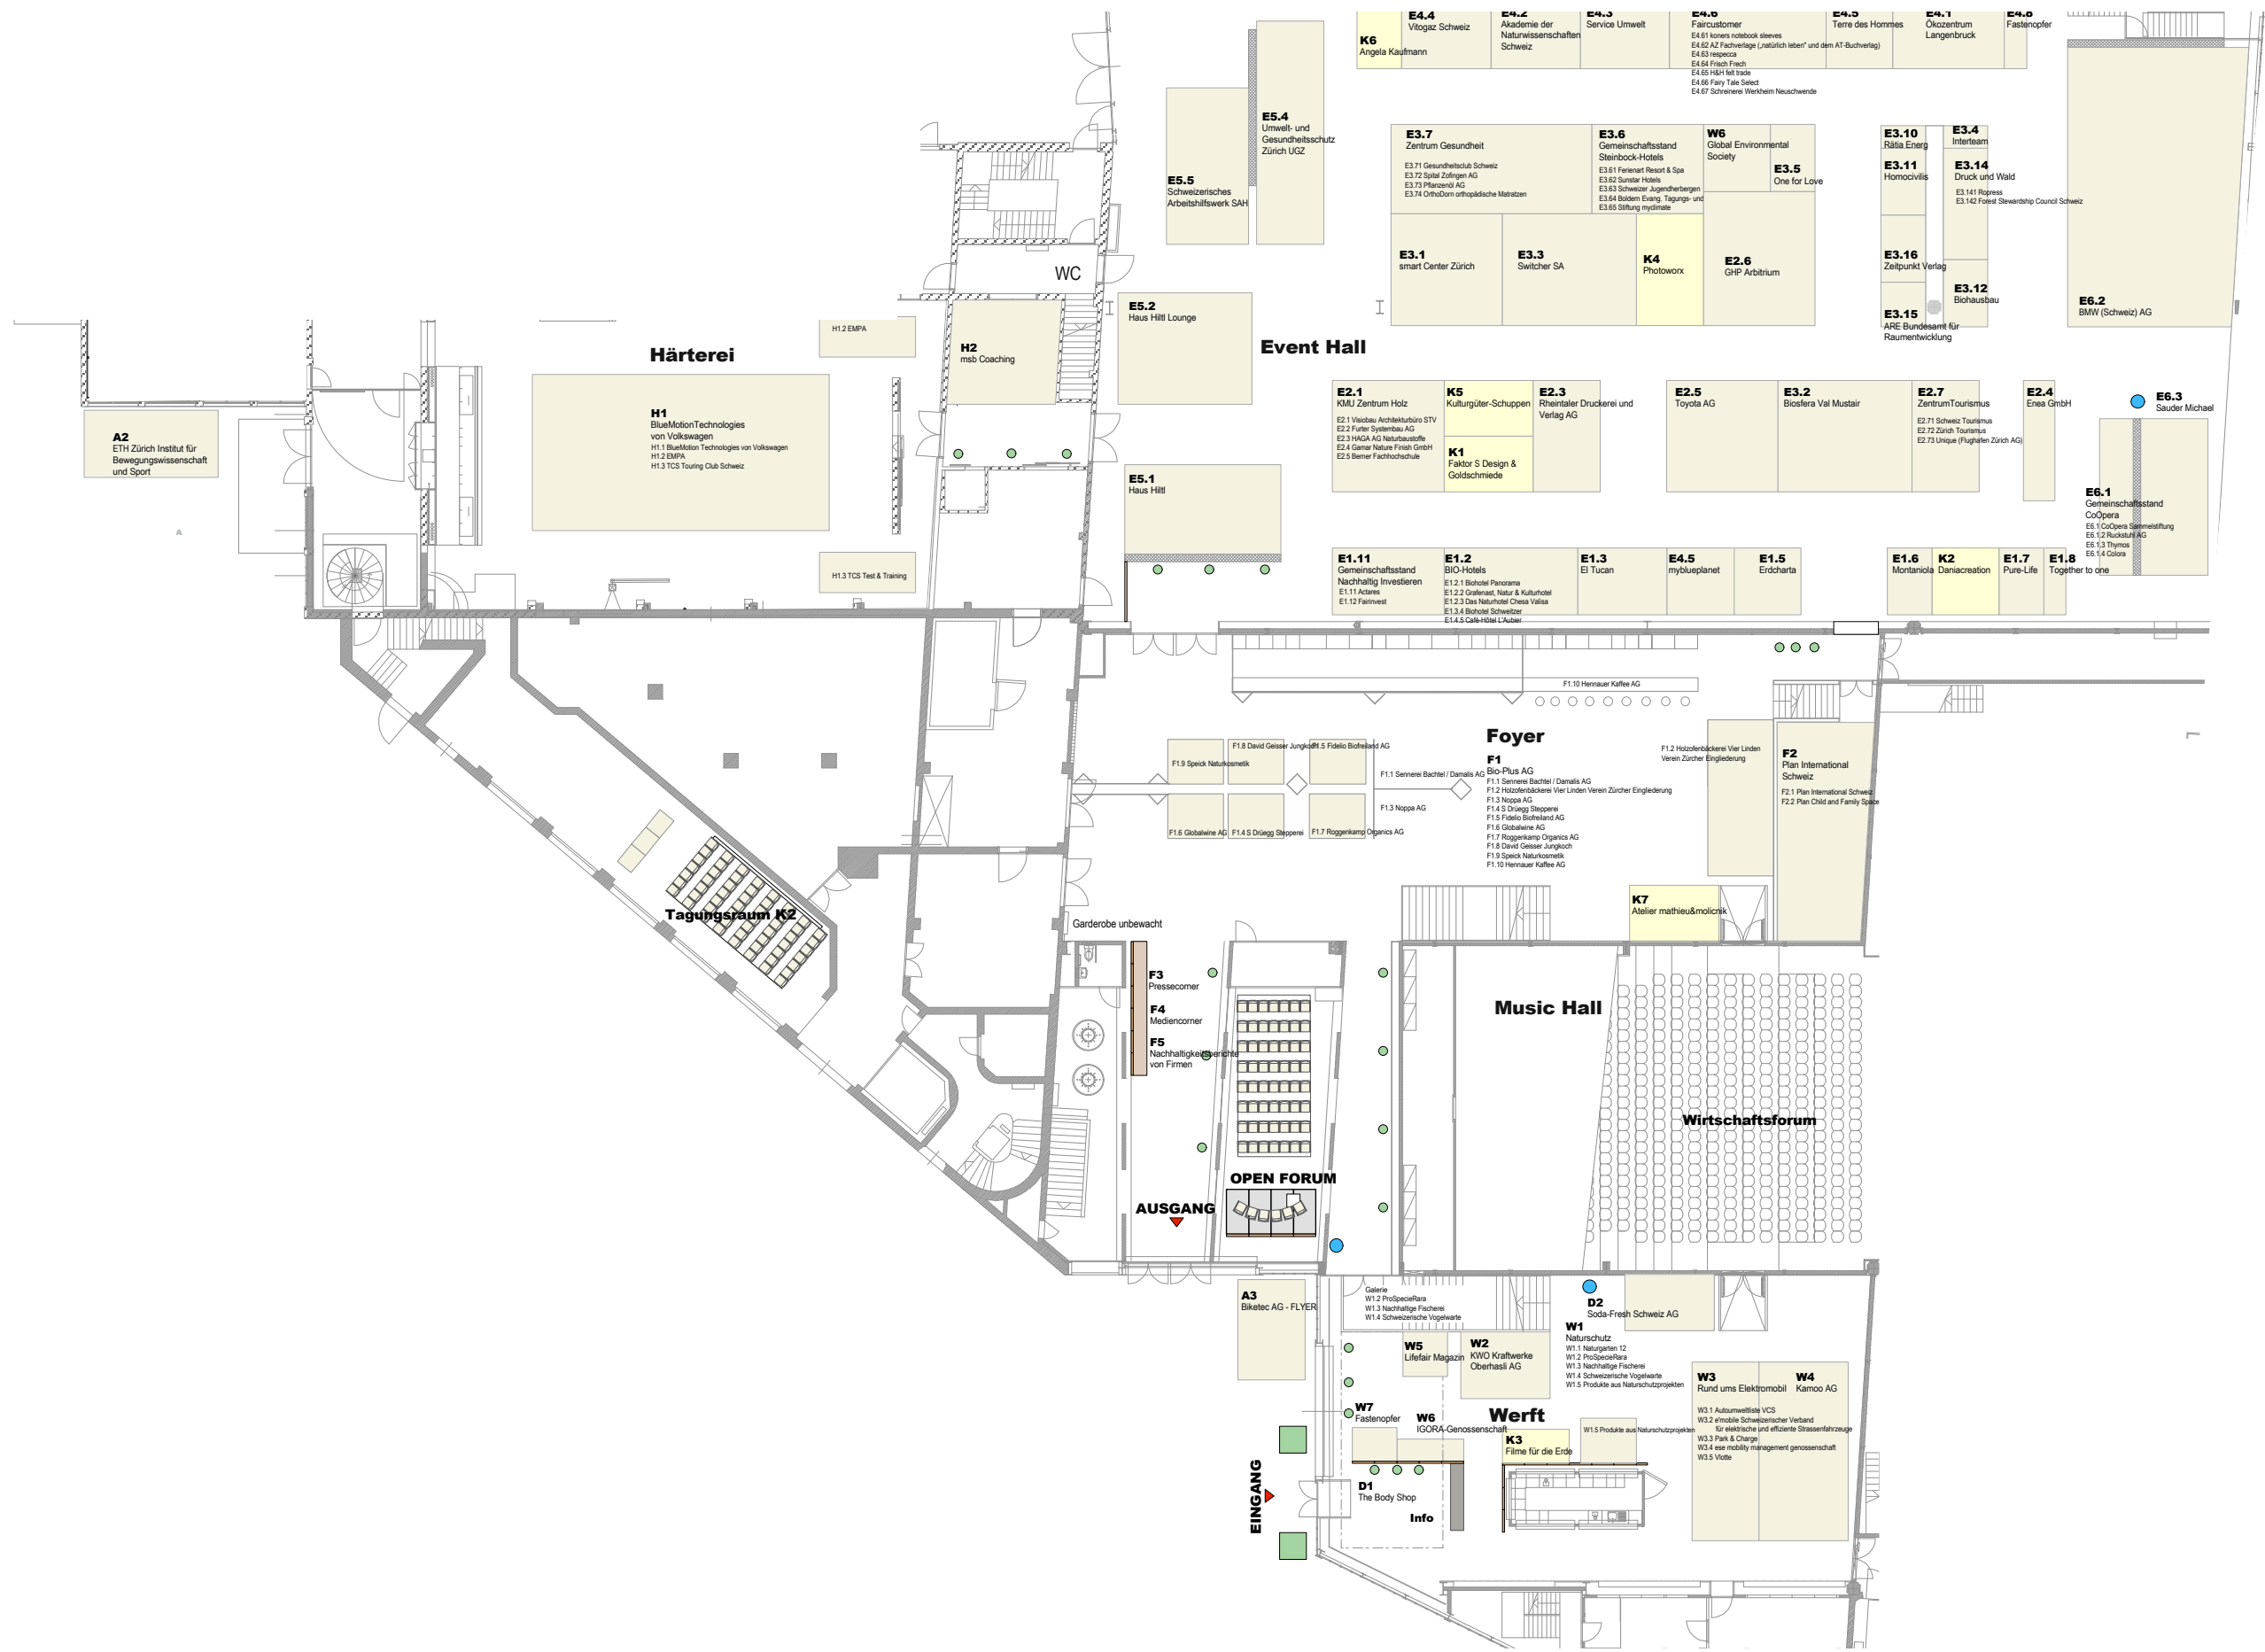 K6
Angela Kaufmann
E4.4
Vitogaz Schweiz
E4.2
Akademie der
Naturwissenschaften
Schweiz
E4.3
Service Umwelt
E4.6
Faircustomer
E4.61 koners notebook sleeves
E4.62 AZ Fachverlage („natürlich leben" und dem AT-Buchverlag)
E4.63 respecca
E4.64 Frisch Frech
E4.65 H&H felt trade
E4.66 Fairy Tale Select
E4.67 Schreinerei Werkheim Neuschwende
E4.5
Terre des Hommes
E4.1
Ökozentrum
Langenbruck
E4.8
Fastenopfer
E5.4
Umwelt- und
Gesundheitsschutz
Zürich UGZ
E5.5
Schweizerisches
Arbeitshilfswerk SAH
E3.7
Zentrum Gesundheit
E3.71 Gesundheitsclub Schweiz
E3.72 Spital Zofingen AG
E3.73 Pflanzenöl AG
E3.74 OrthoDorn orthopädische Matratzen
E3.6
Gemeinschaftsstand
Steinbock-Hotels
E3.61 Ferienart Resort & Spa
E3.62 Sunstar Hotels
E3.63 Schweizer Jugendherbergen
E3.64 Boldern Evang. Tagungs- und
E3.65 Stiftung myclimate
W6
Global Environmental
Society
E3.5
One for Love
E3.10
Rätia Energ
E3.11
Homocivilis
E3.4
Interteam
E3.14
Druck und Wald
E3.141 Ropress
E3.142 Forest Stewardship Council Schweiz
E3.1
smart Center Zürich
E3.3
Switcher SA
K4
Photoworx
E2.6
GHP Arbitrium
E3.16
Zeitpunkt Verlag
E3.12
Biohausbau
E3.15
ARE Bundesamt für
Raumentwicklung
E6.2
BMW (Schweiz) AG
WC
E5.2
Haus Hiltl Lounge
H1.2 EMPA
H2
msb Coaching
Härterei
Event Hall
H1
BlueMotionTechnologies
von Volkswagen
H1.1 BlueMotion Technologies von Volkswagen
H1.2 EMPA
H1.3 TCS Touring Club Schweiz
A2
ETH Zürich Institut für
Bewegungswissenschaft
und Sport
A
H1.3 TCS Test & Training
E5.1
Haus Hiltl
E2.1
KMU Zentrum Holz
E2.1 Visiobau Architekturbüro STV
E2.2 Furter Systembau AG
E2.3 HAGA AG Naturbaustoffe
E2.4 Gamar Nature Finish GmbH
E2.5 Berner Fachhochschule
K5
Kulturgüter-Schuppen
K1
Faktor S Design &
Goldschmiede
E2.3
Rheintaler Druckerei und
Verlag AG
E2.5
Toyota AG
E3.2
Biosfera Val Mustair
E2.7
ZentrumTourismus
E2.71 Schweiz Tourismus
E2.72 Zürich Tourismus
E2.73 Unique (Flughafen Zürich AG)
E2.4
Enea GmbH
E6.3
Sauder Michael
E6.1
Gemeinschaftsstand
CoOpera
E6.1 CoOpera Sammelstiftung
E6.1.2 Ruckstuhl AG
E6.1.3 Thymos
E6.1.4 Colora
E1.11
Gemeinschaftsstand
Nachhaltig Investieren
E1.11 Actares
E1.12 Fairinvest
E1.2
BIO-Hotels
E1.2.1 Biohotel Panorama
E1.2.2 Grafenast, Natur & Kulturhotel
E1.2.3 Das Naturhotel Chesa Valisa
E1.3.4 Biohotel Schweitzer
E1.4.5 Café-Hôtel L'Aubier
E1.3
El Tucan
E4.5
myblueplanet
E1.5
Erdcharta
E1.6
Montaniola
K2
Daniacreation
E1.7
Pure-Life
E1.8
Together to one
F1.10 Hennauer Kaffee AG
Foyer
F1
Bio-Plus AG
F1.1 Sennerei Bachtel / Damalis AG
F1.2 Holzofenbäckerei Vier Linden Verein Zürcher Eingliederung
F1.3 Noppa AG
F1.4 S Drüegg Stepperei
F1.5 Fidelio Biofreiland AG
F1.6 Globalwine AG
F1.7 Roggenkamp Organics AG
F1.8 David Geisser Jungkoch
F1.9 Speick Naturkosmetik
F1.10 Hennauer Kaffee AG
F1.9 Speick Naturkosmetik
F1.8 David Geisser Jungkoch
F1.5 Fidelio Biofreiland AG
F1.1 Sennerei Bachtel / Damalis AG
F1.3 Noppa AG
F1.6 Globalwine AG
F1.4 S Drüegg Stepperei
F1.7 Roggenkamp Organics AG
F1.2 Holzofenbäckerei Vier Linden
Verein Zürcher Eingliederung
F2
Plan International
Schweiz
F2.1 Plan International Schweiz
F2.2 Plan Child and Family Space
K7
Atelier mathieu&molicnik
Tagungsraum K2
Garderobe unbewacht
F3
Pressecorner
F4
Mediencorner
F5
Nachhaltigkeitsberichte
von Firmen
Music Hall
Wirtschaftsforum
OPEN FORUM
AUSGANG
A3
Biketec AG - FLYER
Galerie
W1.2 ProSpecieRara
W1.3 Nachhaltige Fischerei
W1.4 Schweizerische Vogelwarte
D2
Soda-Fresh Schweiz AG
W1
Naturschutz
W1.1 Naturgarten 12
W1.2 ProSpecieRara
W1.3 Nachhaltige Fischerei
W1.4 Schweizerische Vogelwarte
W1.5 Produkte aus Naturschutzprojekten
W5
Lifefair Magazin
W2
KWO Kraftwerke
Oberhasli AG
W3
Rund ums Elektromobil
W3.1 Autoumweltliste VCS
W3.2 e'mobile Schweizerischer Verband
für elektrische und effiziente Strassenfahrzeuge
W3.3 Park & Charge
W3.4 ese mobility management genossenschaft
W3.5 Vlotte
W4
Kamoo AG
W7
Fastenopfer
W6
IGORA-Genossenschaft
Werft
K3
Filme für die Erde
W1.5 Produkte aus Naturschutzprojekten
EINGANG
D1
The Body Shop
Info